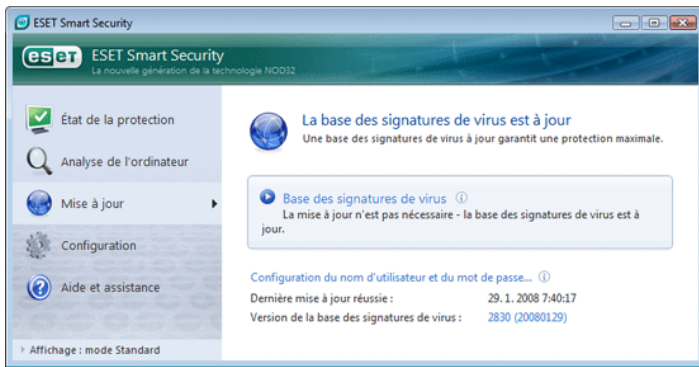 ESET Smart Security
eset ESET Smart Security
La nouvelle génération de la technologie NOD32
État de la protection
Analyse de l'ordinateur
Mise à jour
Configuration
Aide et assistance
Affichage : mode Standard
La base des signatures de virus est à jour
Une base des signatures de virus à jour garantit une protection maximale.
Base des signatures de virus
La mise à jour n'est pas nécessaire - la base des signatures de virus est à
jour.
Configuration du nom d'utilisateur et du mot de passe...
Dernière mise à jour réussie : 29. 1. 2008 7:40:17
Version de la base des signatures de virus : 2830 (20080129)